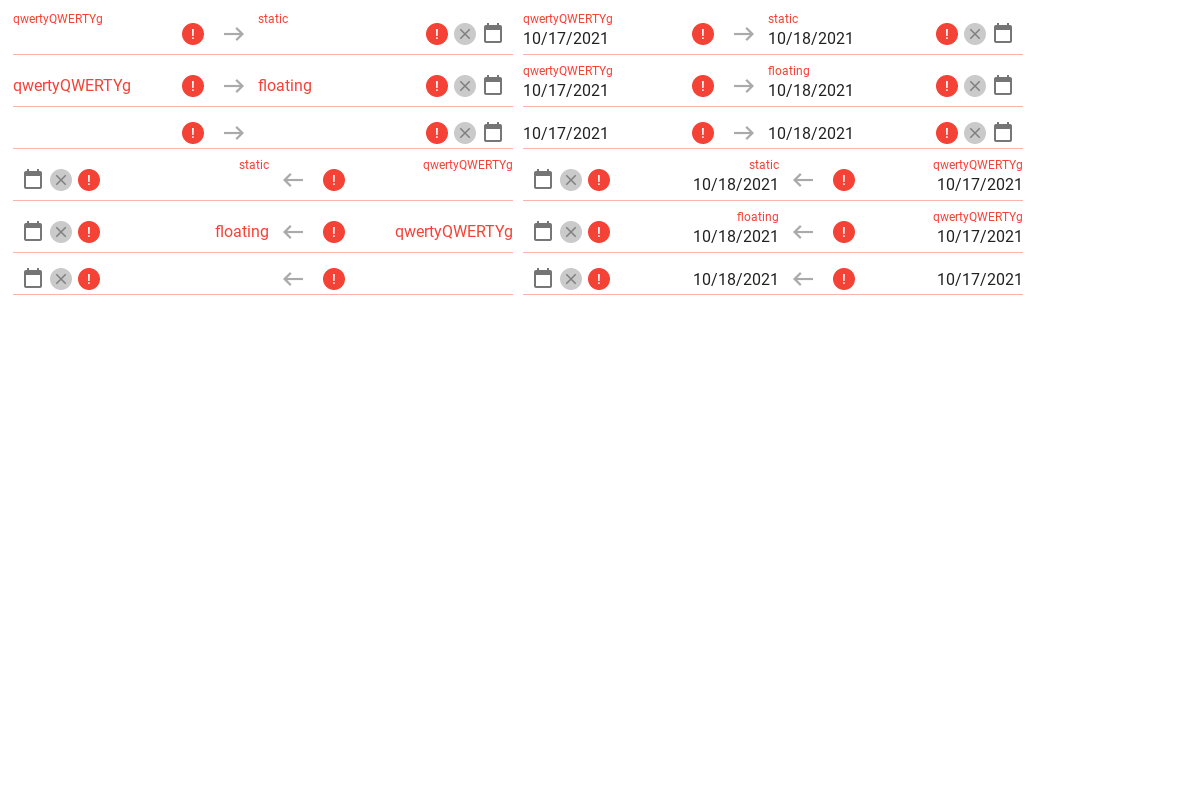 qwertyQWERTYg static qwertyQWERTYg static
10/17/2021 10/18/2021
qwertyQWERTYg floating qwertyQWERTYg floating
10/17/2021 10/18/2021
10/17/2021 10/18/2021
static qwertyQWERTYg static qwertyQWERTYg
10/18/2021 10/17/2021
floating qwertyQWERTYg floating qwertyQWERTYg
10/18/2021 10/17/2021
10/18/2021 10/17/2021